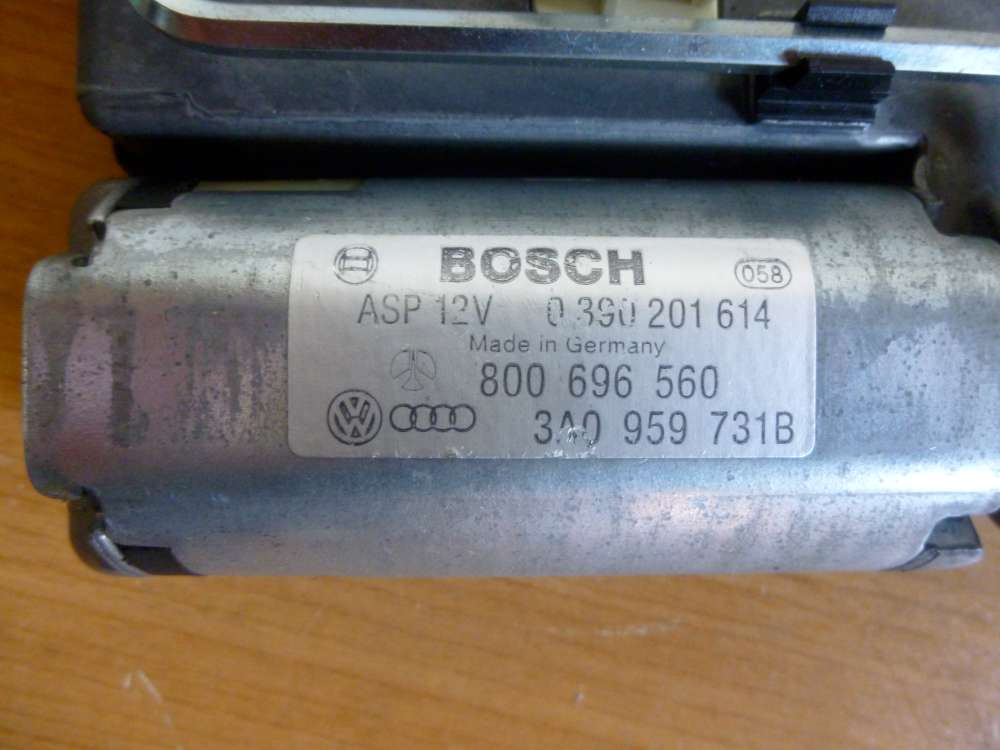 BOSCH 058
ASP 12V 0 390 201 614
Made in Germany
800 696 560
3A0 959 731B